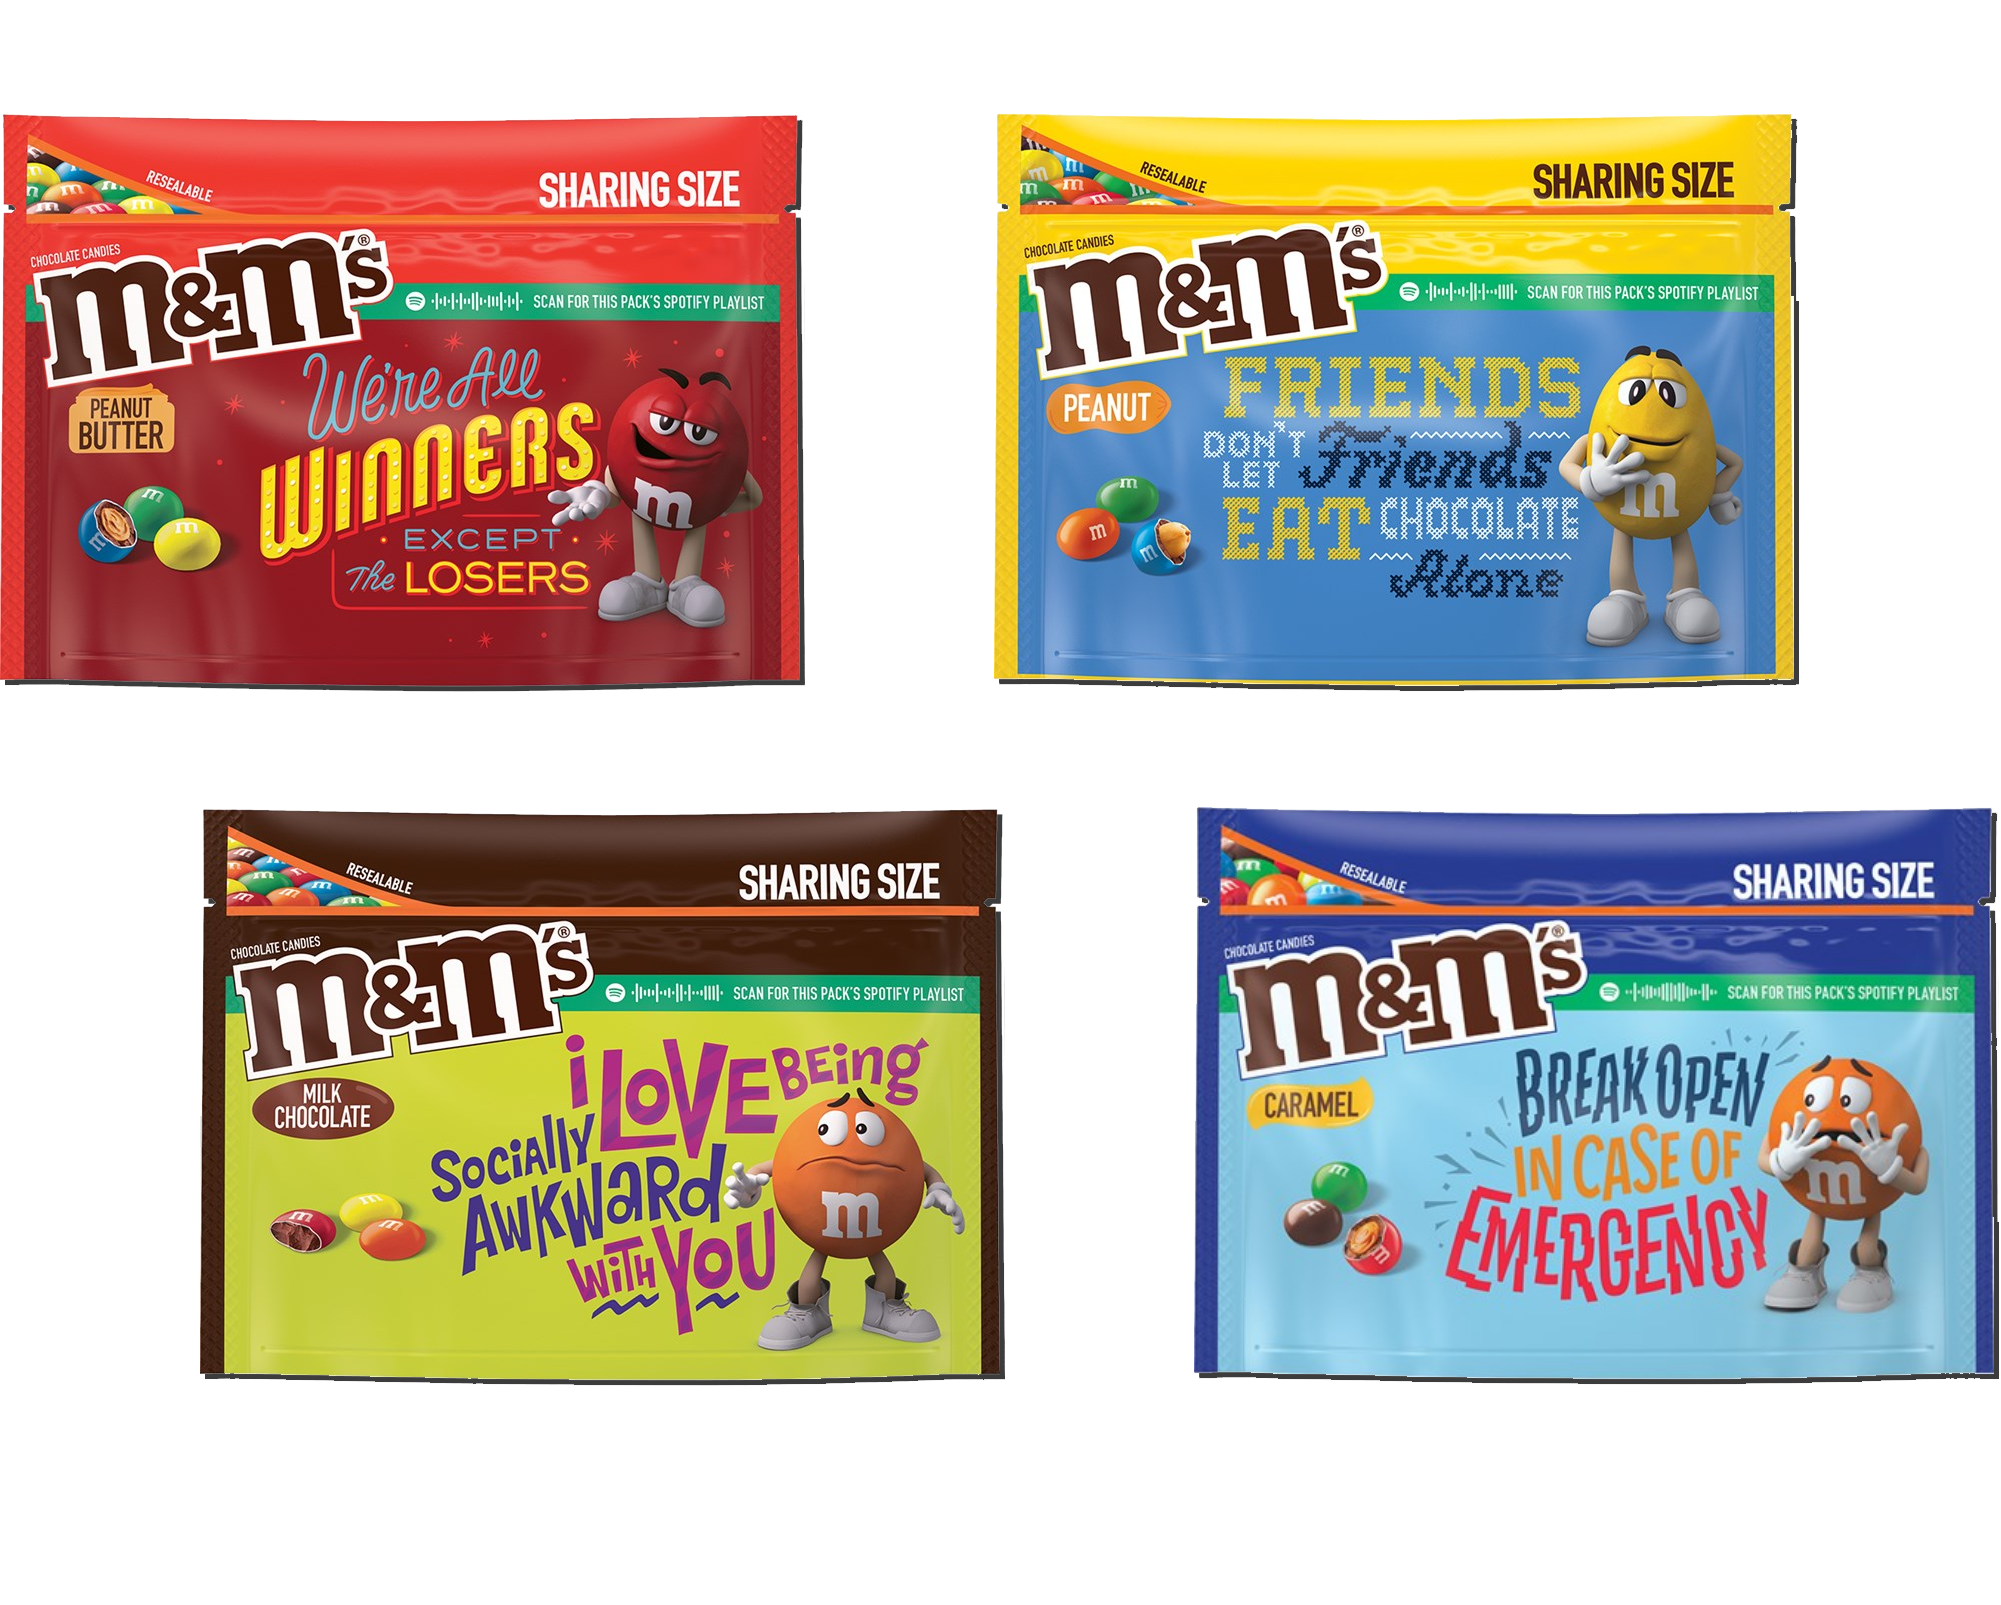 RESEALABLE
SHARING SIZE
CHOCOLATE CANDIES
m&m's®
SCAN FOR THIS PACK'S SPOTIFY PLAYLIST
PEANUT
BUTTER
We're All
WINNERS
· EXCEPT ·
The LOSERS
m
m
m
m
RESEALABLE
SHARING SIZE
CHOCOLATE CANDIES
m&m's®
SCAN FOR THIS PACK'S SPOTIFY PLAYLIST
PEANUT
FRIENDS
DON'T
LET Friends
EAT CHOCOLATE
Alone
m
m
m
m
RESEALABLE
SHARING SIZE
CHOCOLATE CANDIES
m&m's®
SCAN FOR THIS PACK'S SPOTIFY PLAYLIST
MILK
CHOCOLATE
i LOVE BEing
SOCiAlly
AWKWaRd
WiTH YOU
m
m
m
m
RESEALABLE
SHARING SIZE
CHOCOLATE CANDIES
m&m's®
SCAN FOR THIS PACK'S SPOTIFY PLAYLIST
CARAMEL
BREAK OPEN
IN CASE OF
EMERGENCY
m
m
m
m